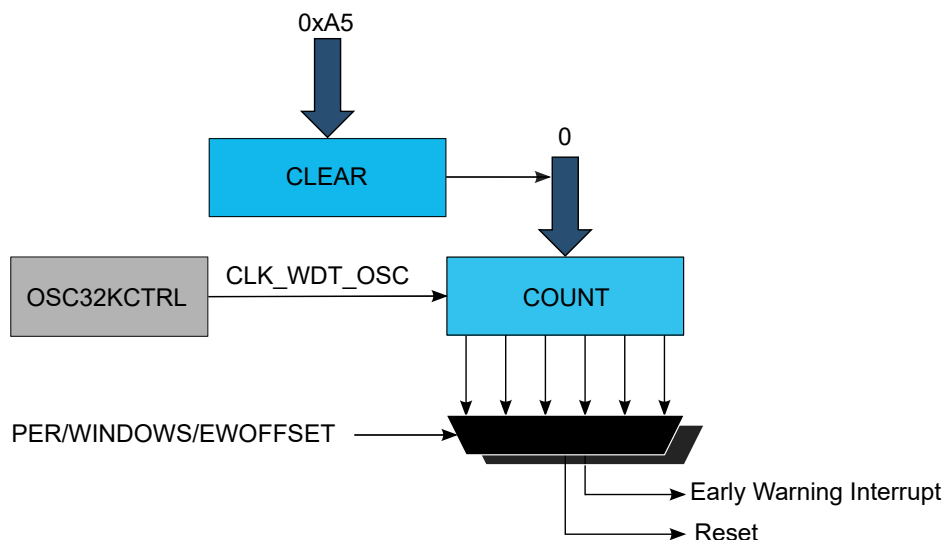 0xA5
0
CLEAR
OSC32KCTRL
CLK_WDT_OSC
COUNT
PER/WINDOWS/EWOFFSET
Early Warning Interrupt
Reset